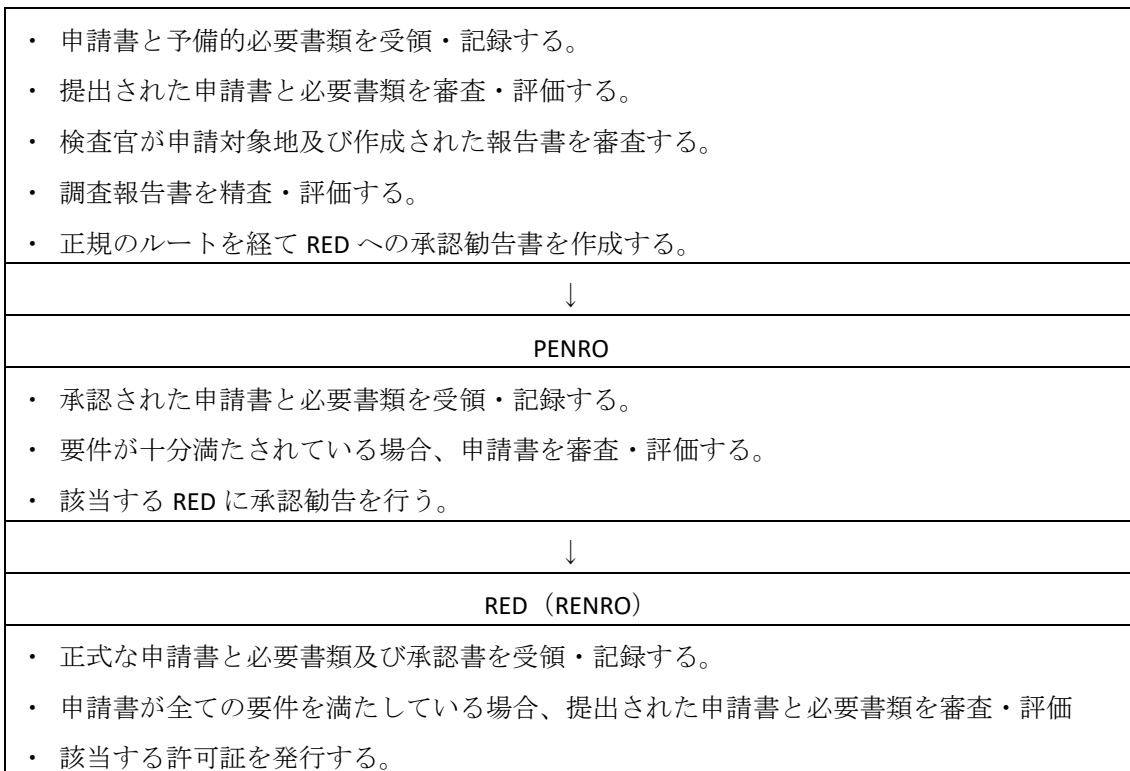 ・ 申請書と予備的必要書類を受領・記録する。
・ 提出された申請書と必要書類を審査・評価する。
・ 検査官が申請対象地及び作成された報告書を審査する。
・ 調査報告書を精査・評価する。
・ 正規のルートを経て RED への承認勧告書を作成する。
↓
PENRO
・ 承認された申請書と必要書類を受領・記録する。
・ 要件が十分満たされている場合、申請書を審査・評価する。
・ 該当する RED に承認勧告を行う。
↓
RED（RENRO）
・ 正式な申請書と必要書類及び承認書を受領・記録する。
・ 申請書が全ての要件を満たしている場合、提出された申請書と必要書類を審査・評価
・ 該当する許可証を発行する。